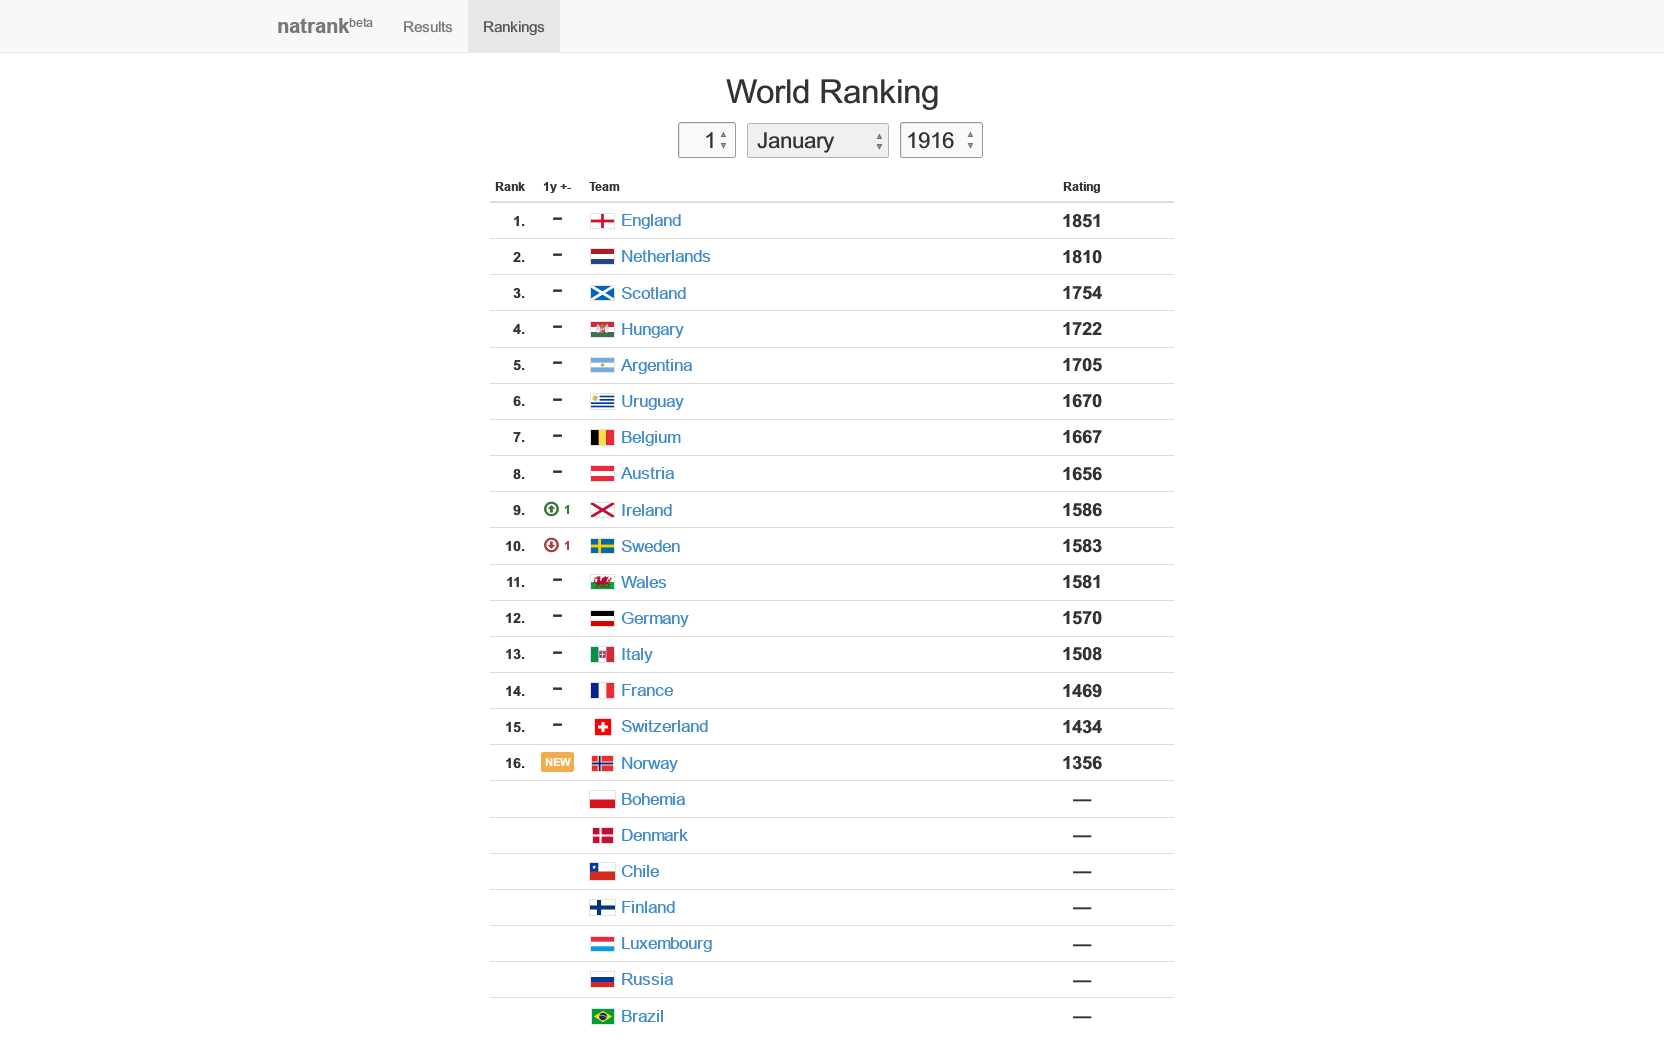 natrankbeta Results Rankings
World Ranking
1 January 1916
Rank 1y +- Team Rating
1. – England 1851
2. – Netherlands 1810
3. – Scotland 1754
4. – Hungary 1722
5. – Argentina 1705
6. – Uruguay 1670
7. – Belgium 1667
8. – Austria 1656
9. 1 Ireland 1586
10. 1 Sweden 1583
11. – Wales 1581
12. – Germany 1570
13. – Italy 1508
14. – France 1469
15. – Switzerland 1434
16. NEW Norway 1356
Bohemia —
Denmark —
Chile —
Finland —
Luxembourg —
Russia —
Brazil —